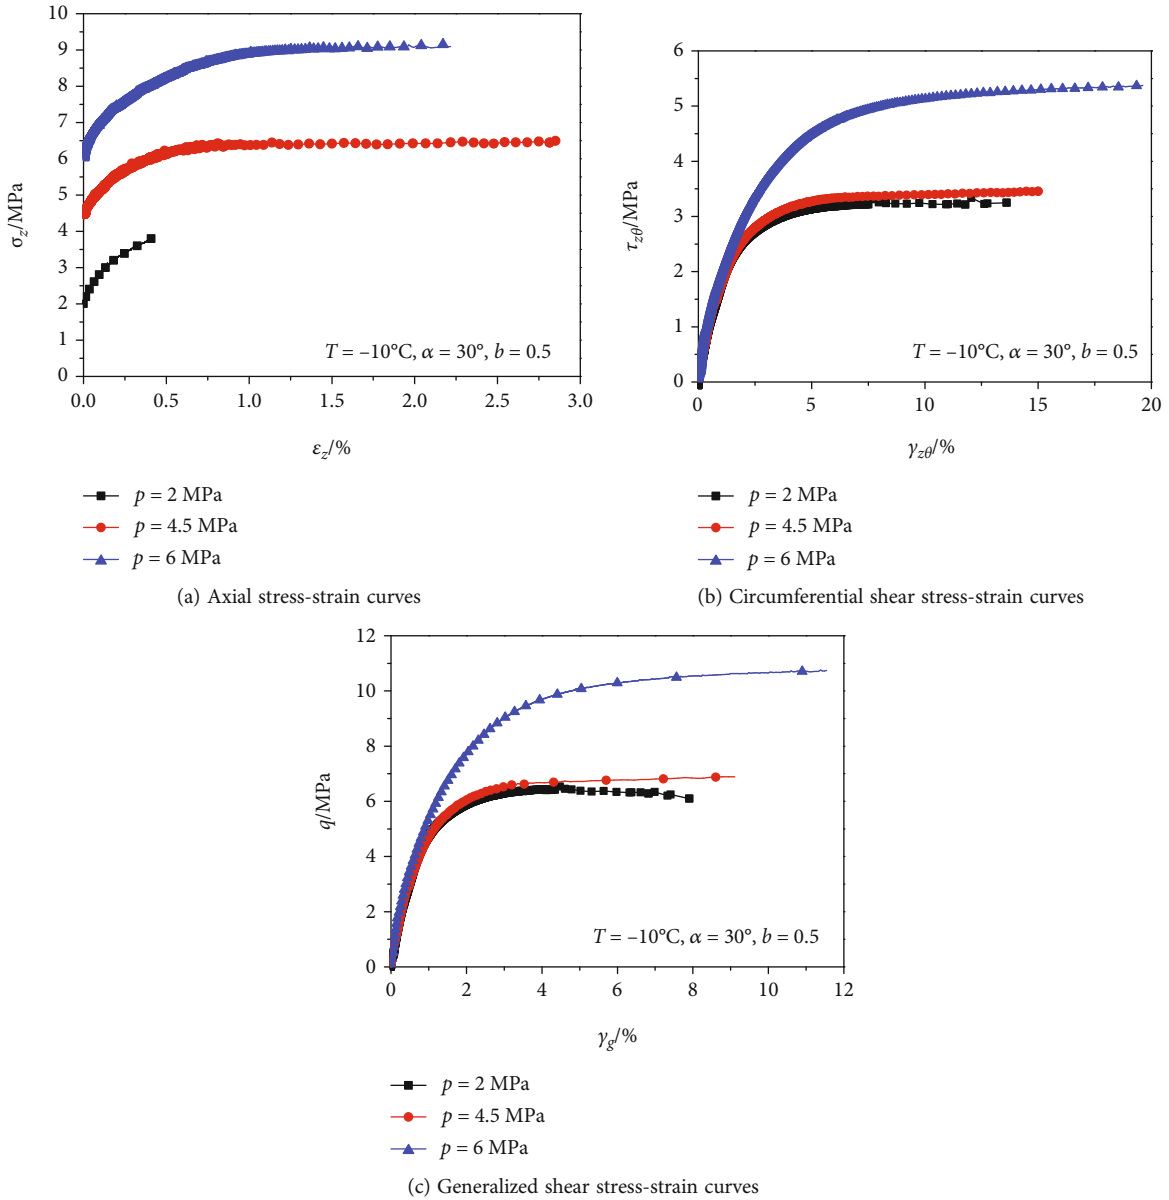 10
9
8
7
6
5
4
3
2
1
0
σz/MPa
0.0 0.5 1.0 1.5 2.0 2.5 3.0
εz/%
T = –10°C, α = 30°, b = 0.5
p = 2 MPa
p = 4.5 MPa
p = 6 MPa
(a) Axial stress-strain curves
6
5
4
3
2
1
0
τzθ/MPa
0 5 10 15 20
γzθ/%
T = –10°C, α = 30°, b = 0.5
p = 2 MPa
p = 4.5 MPa
p = 6 MPa
(b) Circumferential shear stress-strain curves
12
10
8
6
4
2
0
q/MPa
0 2 4 6 8 10 12
γg/%
T = –10°C, α = 30°, b = 0.5
p = 2 MPa
p = 4.5 MPa
p = 6 MPa
(c) Generalized shear stress-strain curves